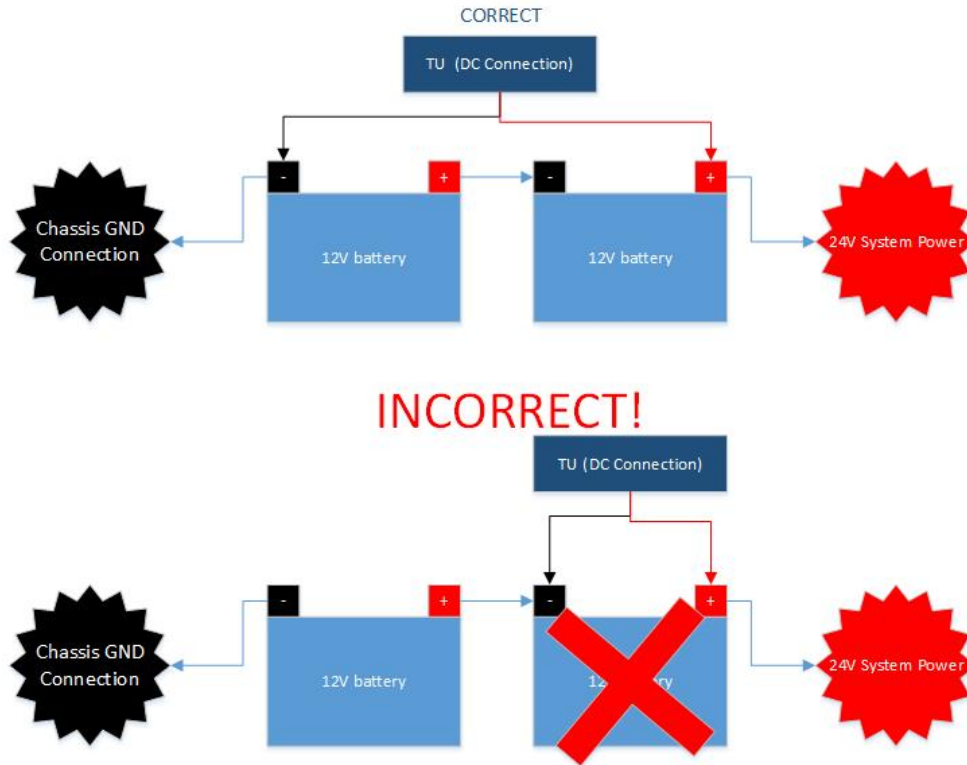 CORRECT
TU (DC Connection)
- + - +
Chassis GND
Connection
12V battery
12V battery
24V System Power
INCORRECT!
TU (DC Connection)
- + - +
Chassis GND
Connection
12V battery
24V System Power